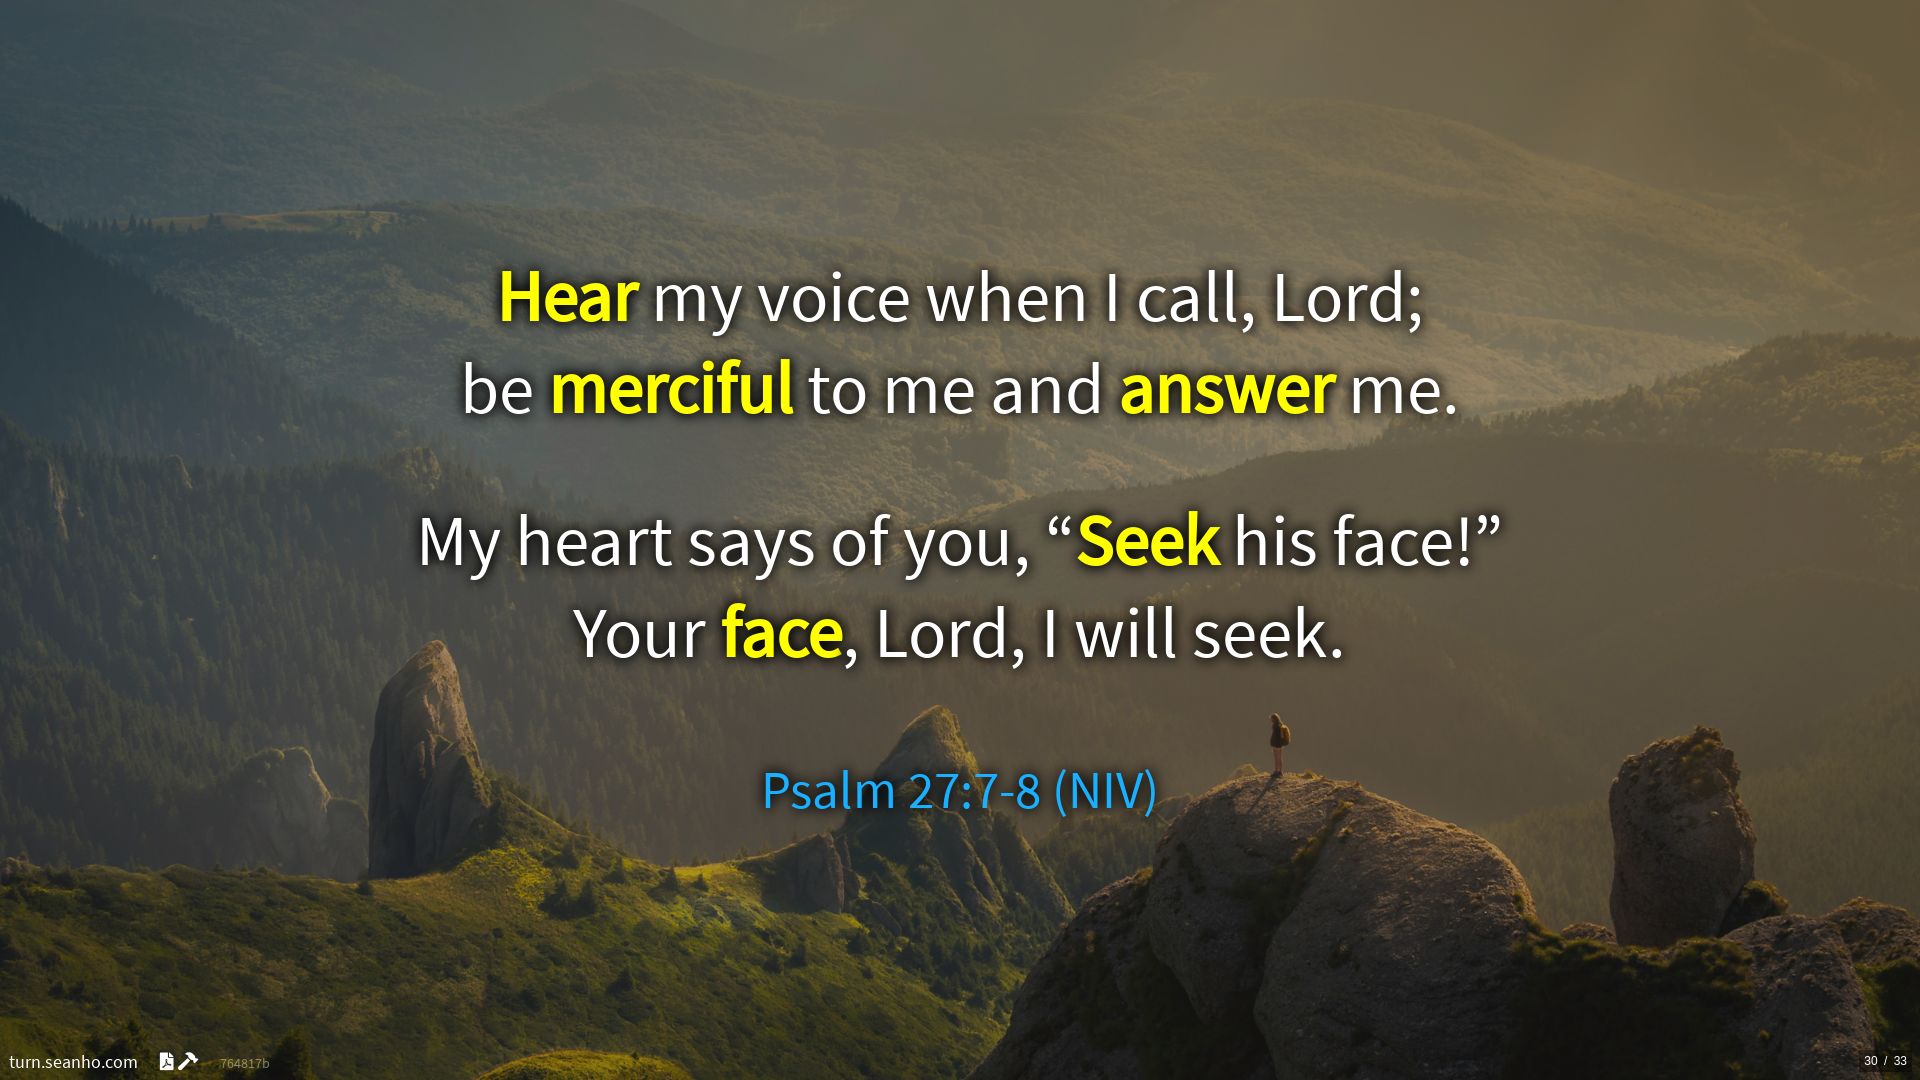 Hear my voice when I call, Lord;
be merciful to me and answer me.
My heart says of you, “Seek his face!”
Your face, Lord, I will seek.
Psalm 27:7-8 (NIV)
turn.seanho.com
764817b
30 / 33